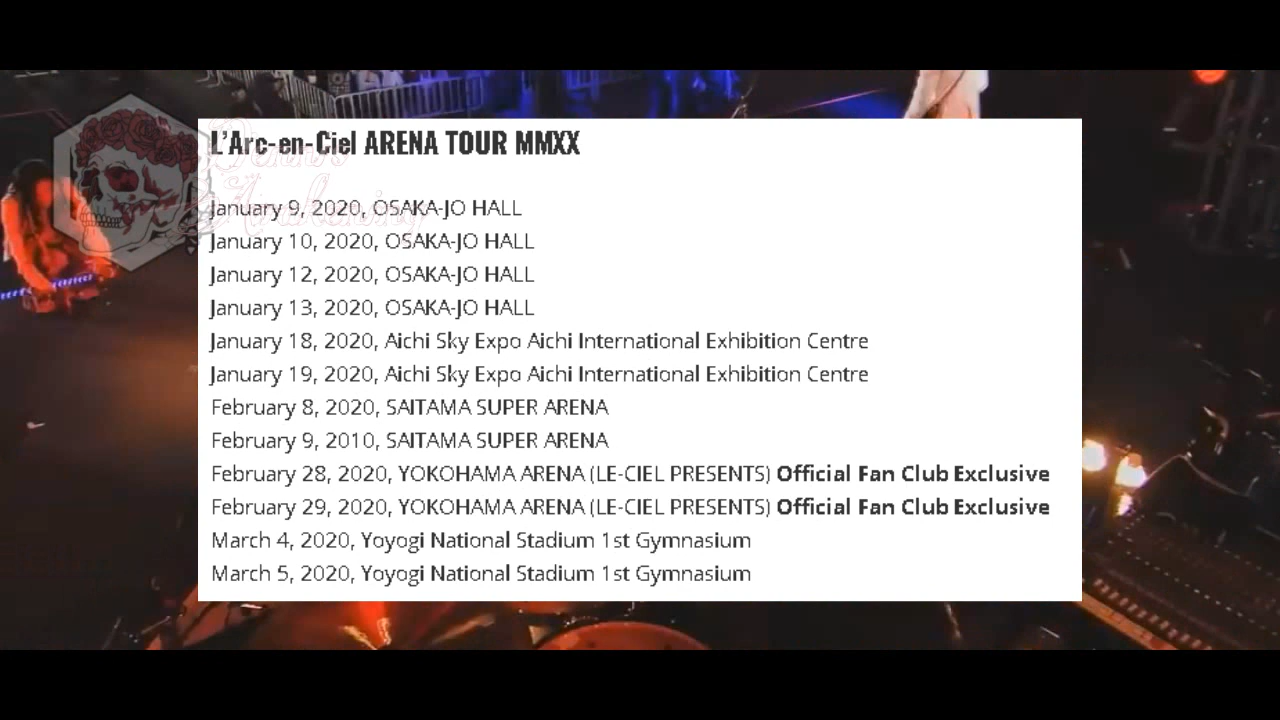 L'Arc-en-Ciel ARENA TOUR MMXX
January 9, 2020, OSAKA-JO HALL
January 10, 2020, OSAKA-JO HALL
January 12, 2020, OSAKA-JO HALL
January 13, 2020, OSAKA-JO HALL
January 18, 2020, Aichi Sky Expo Aichi International Exhibition Centre
January 19, 2020, Aichi Sky Expo Aichi International Exhibition Centre
February 8, 2020, SAITAMA SUPER ARENA
February 9, 2010, SAITAMA SUPER ARENA
February 28, 2020, YOKOHAMA ARENA (LE-CIEL PRESENTS) Official Fan Club Exclusive
February 29, 2020, YOKOHAMA ARENA (LE-CIEL PRESENTS) Official Fan Club Exclusive
March 4, 2020, Yoyogi National Stadium 1st Gymnasium
March 5, 2020, Yoyogi National Stadium 1st Gymnasium